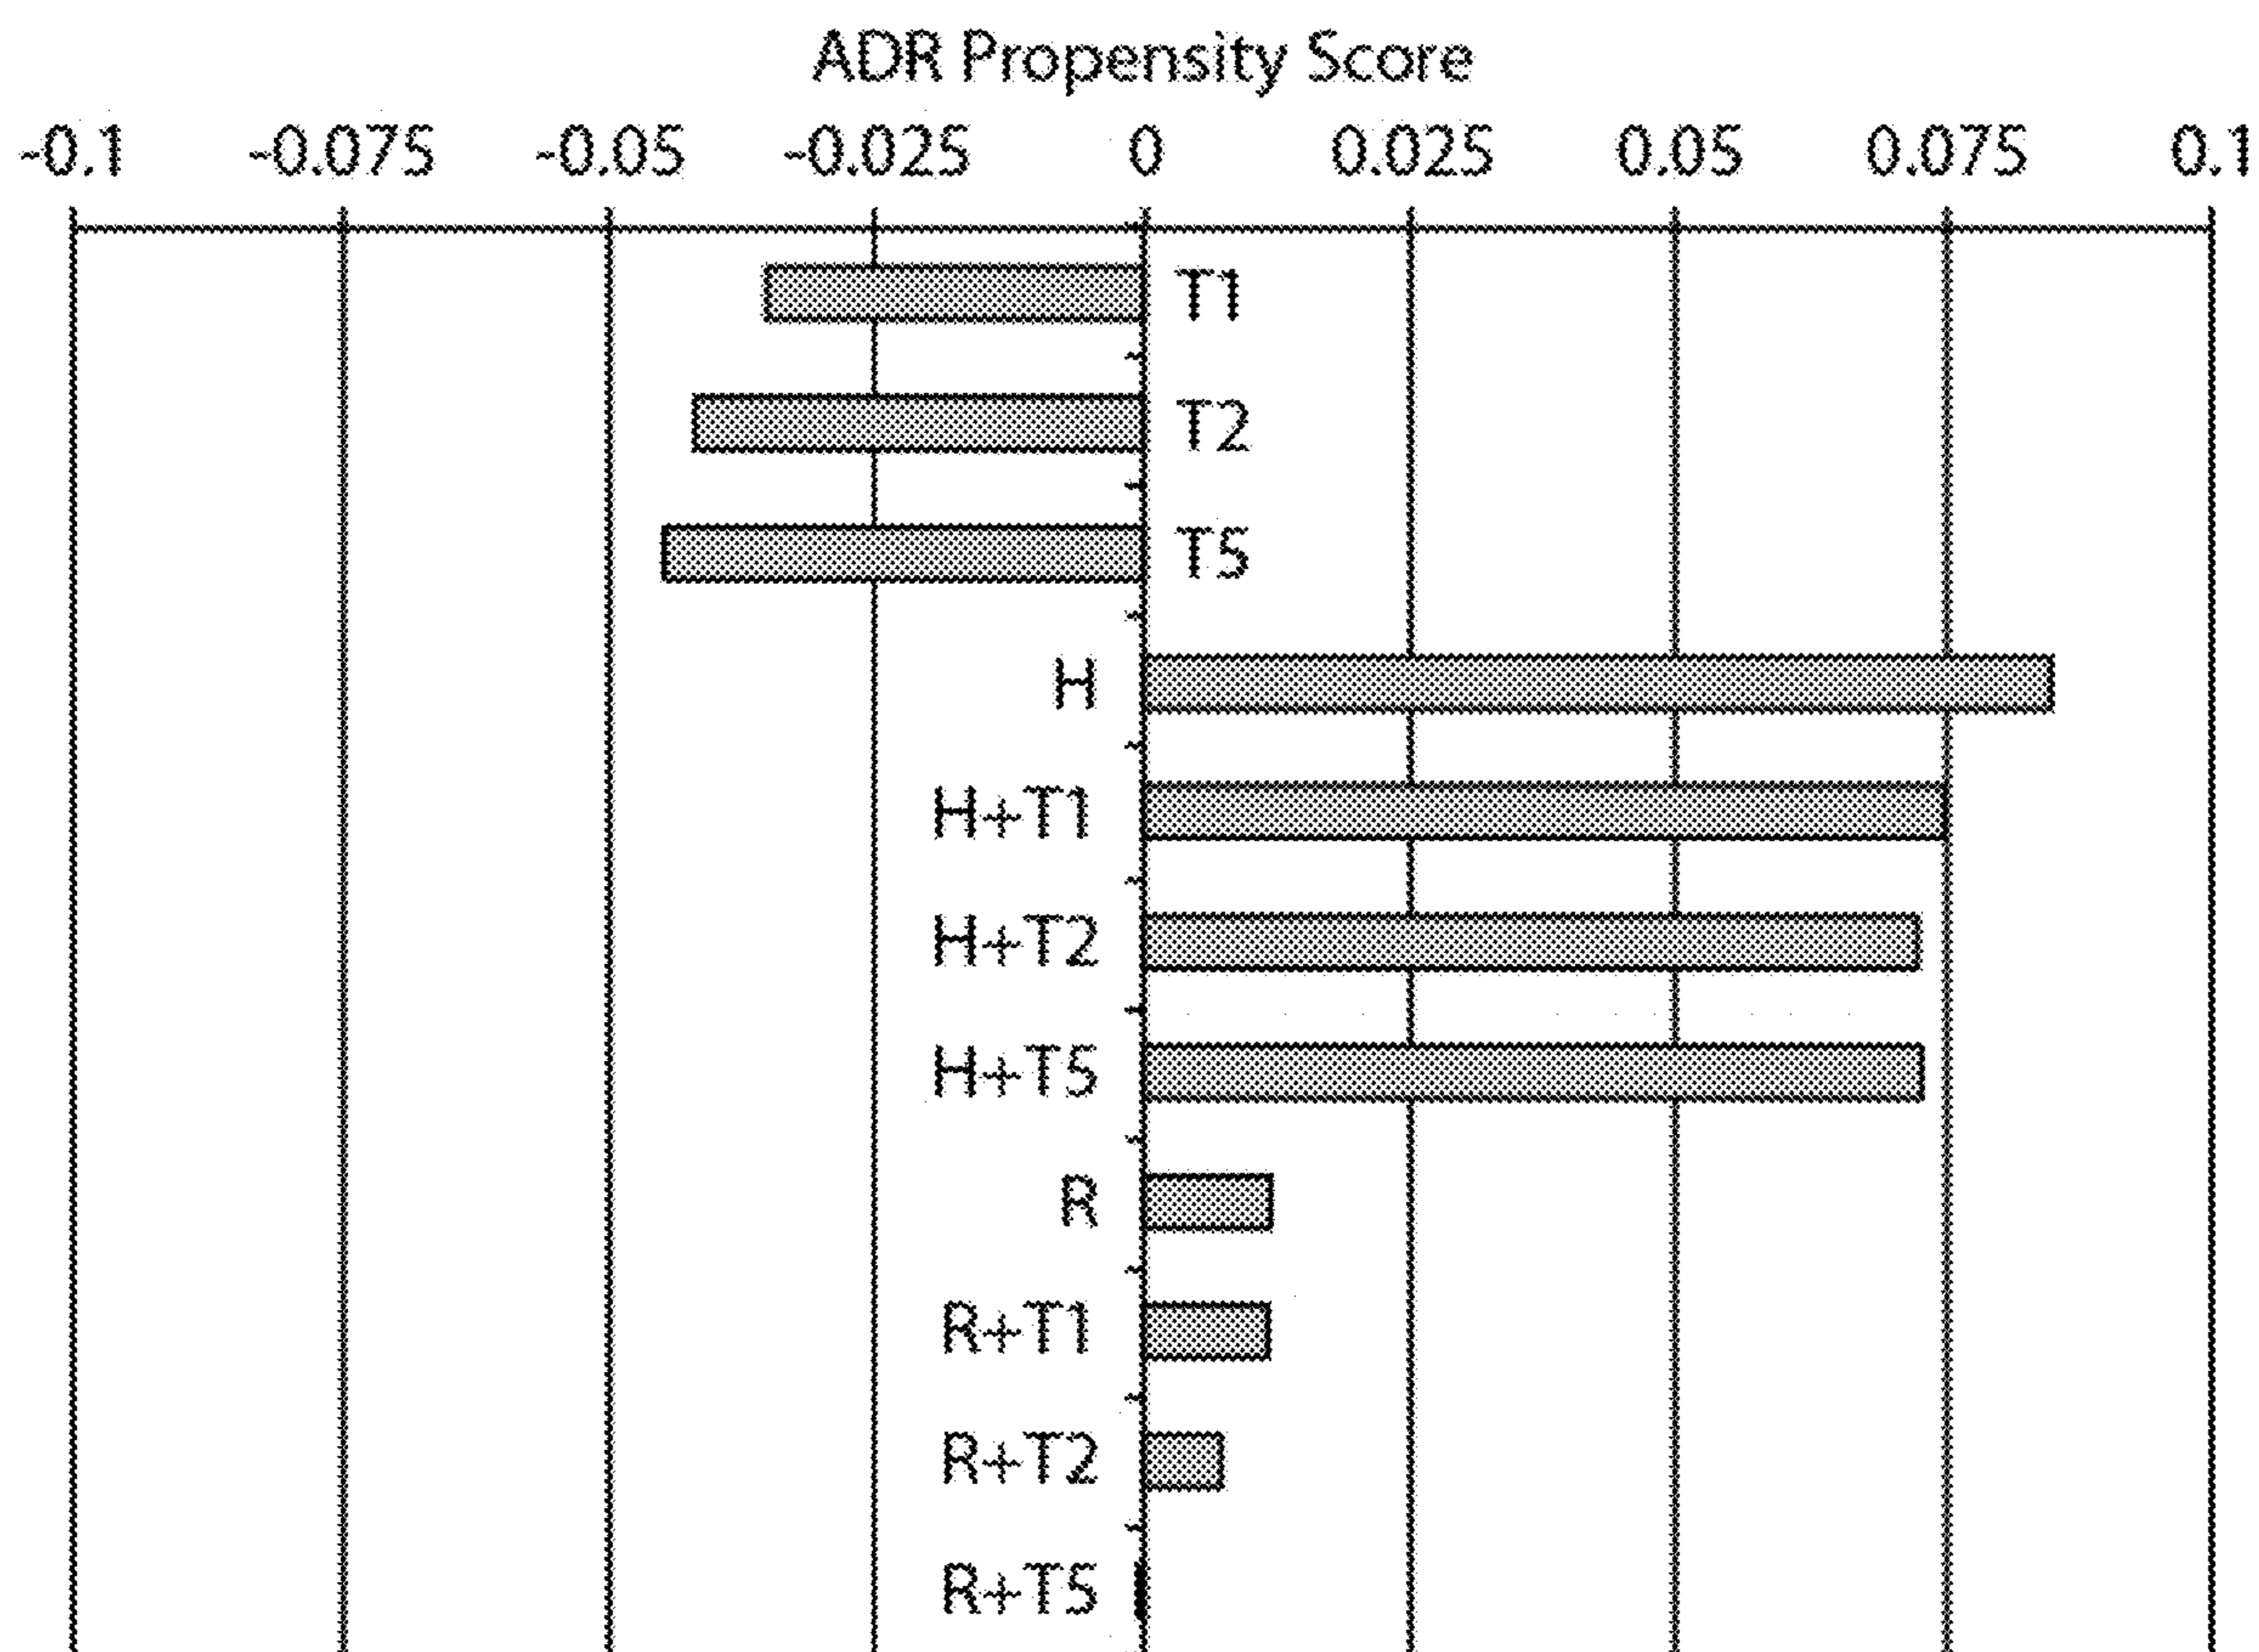 ADR Propensity Score
-0.1 -0.075 -0.05 -0.025 0 0.025 0.05 0.075 0.1
T1
T2
T5
H
H+T1
H+T2
H+T5
R
R+T1
R+T2
R+T5